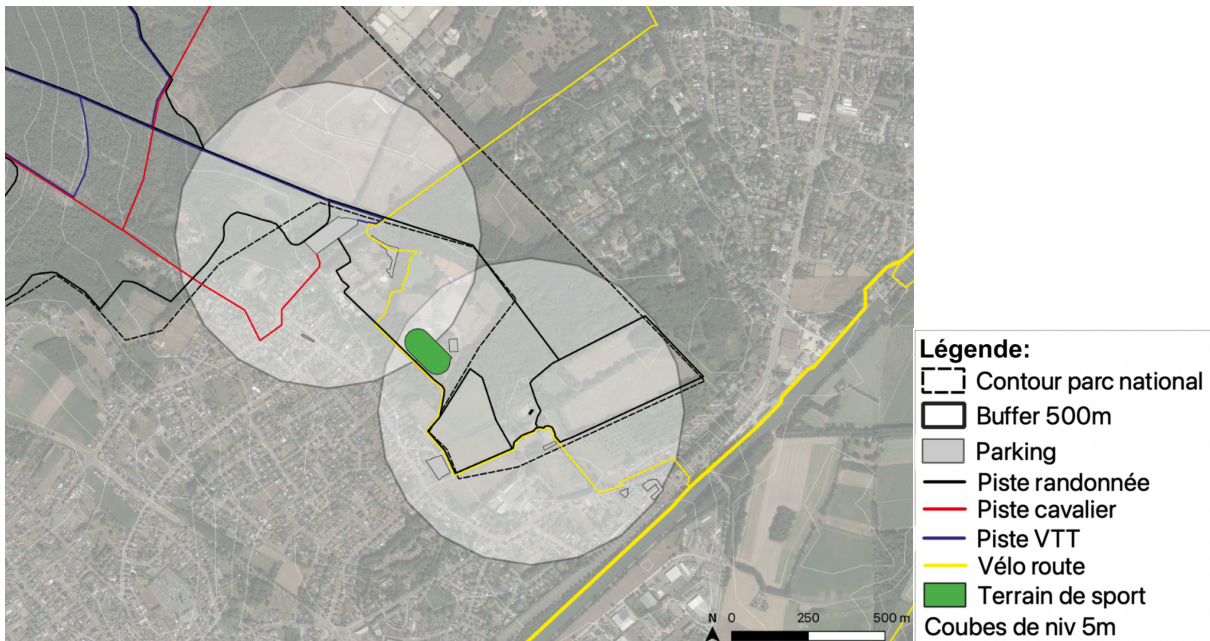 Légende:
Contour parc national
Buffer 500m
Parking
Piste randonnée
Piste cavalier
Piste VTT
Vélo route
Terrain de sport
Coubes de niv 5m
N 0 250 500 m